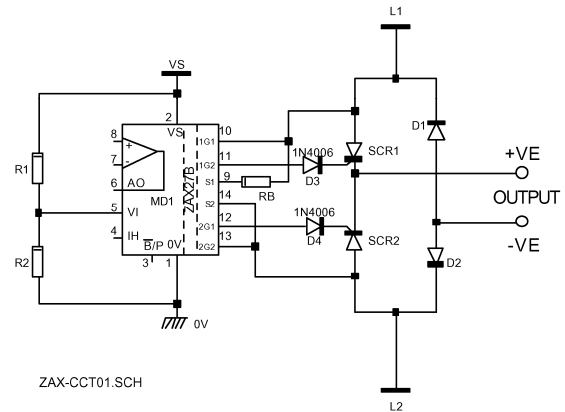 L1
VS
2
VS
8
+
7
-
6
AO
MD1
5
VI
4
IH
B/P
0V
3
1
ZAX27B
10
1G1
11
1G2
9
S1
14
S2
12
2G1
13
2G2
R1
R2
0V
1N4006
D3
RB
1N4006
D4
SCR1
SCR2
D1
D2
+VE
OUTPUT
-VE
L2
ZAX-CCT01.SCH